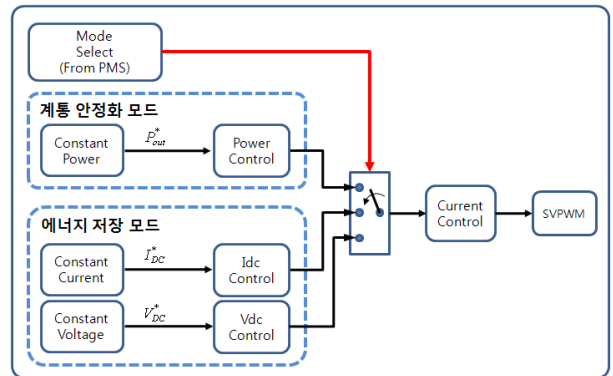 Mode
Select
(From PMS)
계통 안정화 모드
Constant
Power
P*out
Power
Control
에너지 저장 모드
Constant
Current
I*DC
Idc
Control
Constant
Voltage
V*DC
Vdc
Control
Current
Control
SVPWM